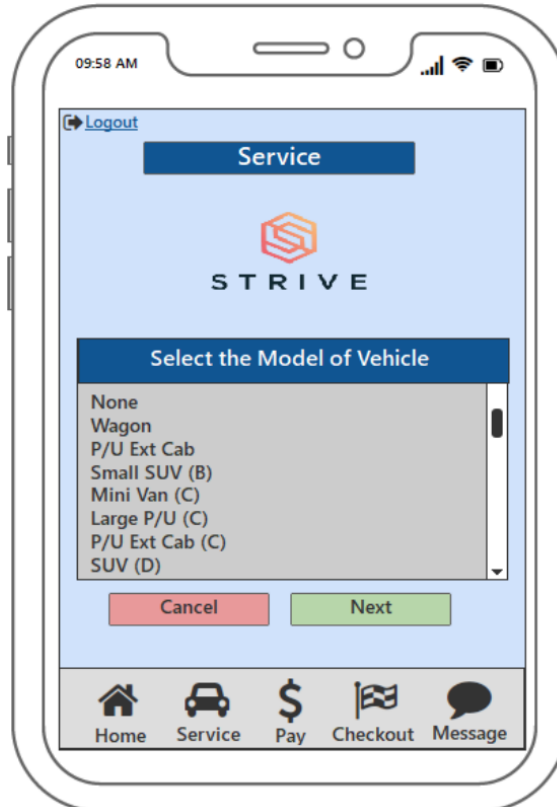 09:58 AM
Logout
Service
STRIVE
Select the Model of Vehicle
None
Wagon
P/U Ext Cab
Small SUV (B)
Mini Van (C)
Large P/U (C)
P/U Ext Cab (C)
SUV (D)
Cancel Next
Home Service Pay Checkout Message